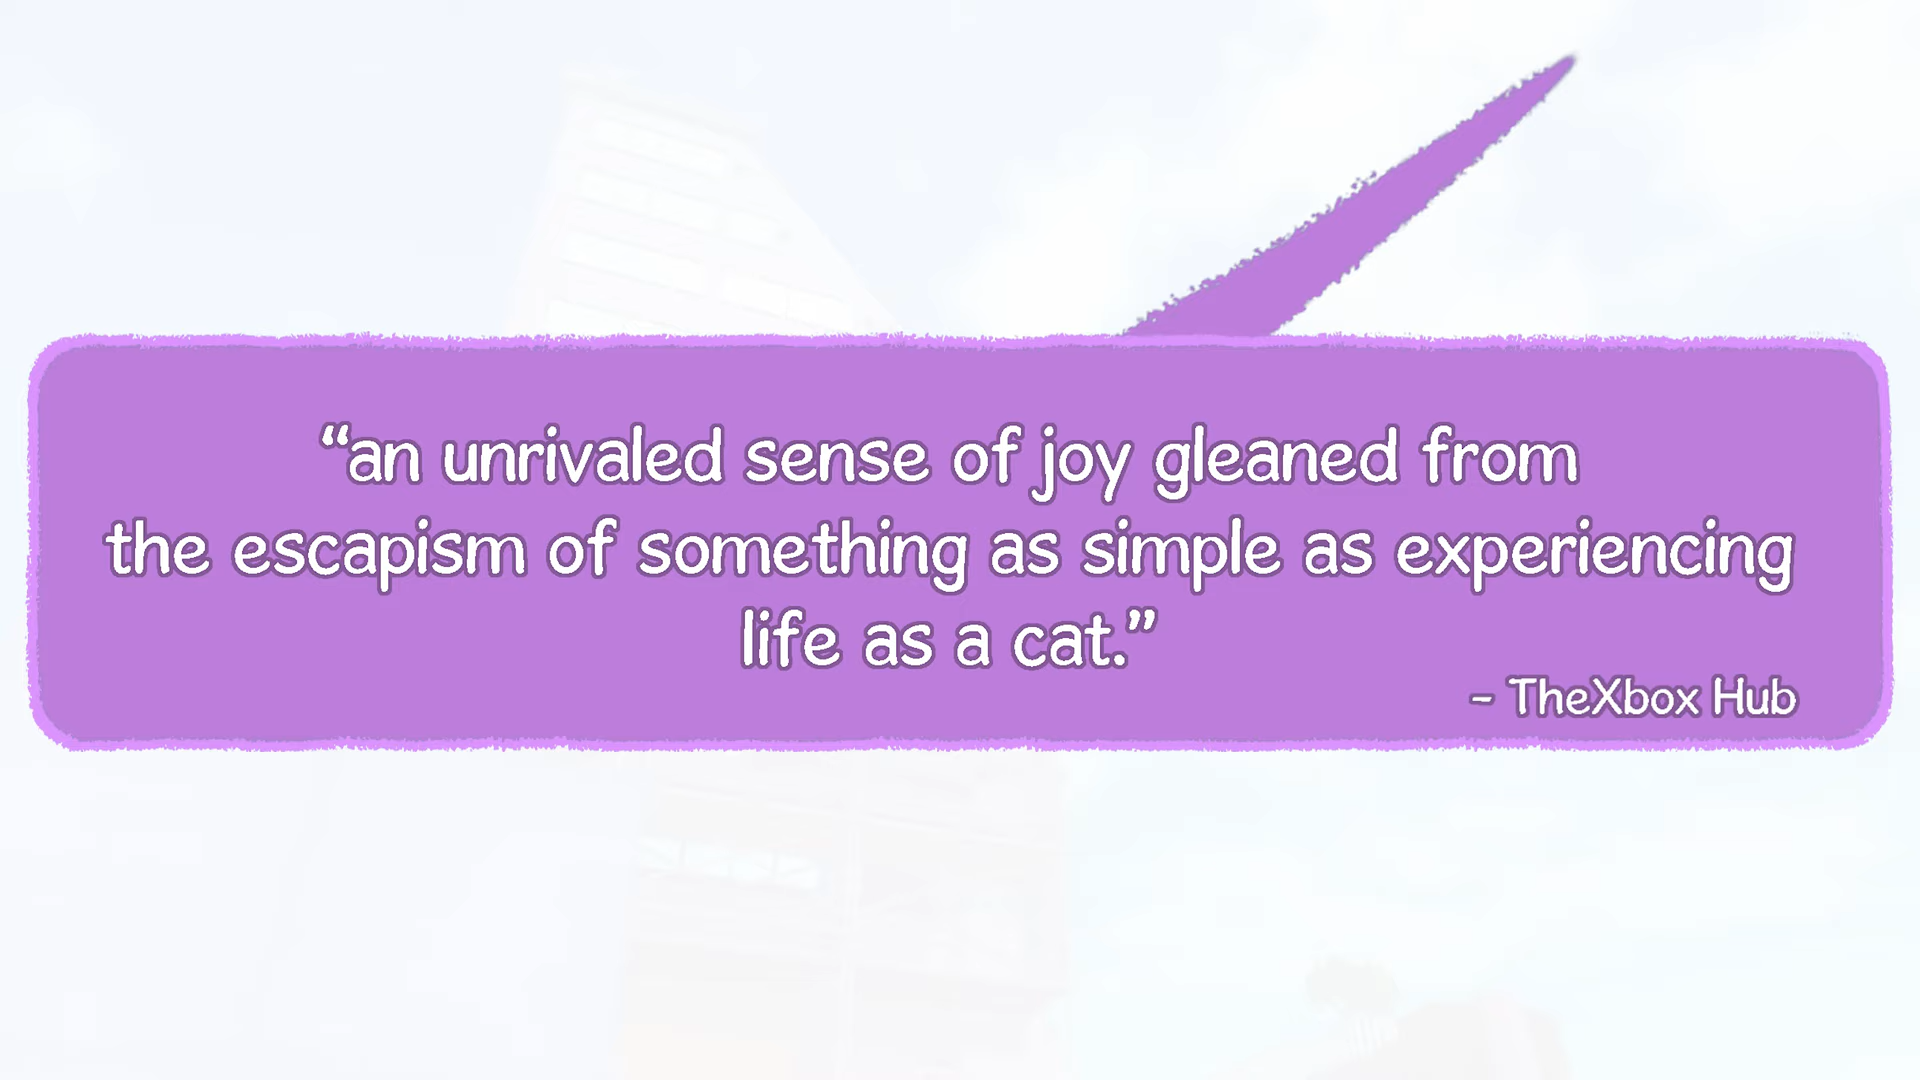 “an unrivaled sense of joy gleaned from
the escapism of something as simple as experiencing
life as a cat.”
- TheXbox Hub